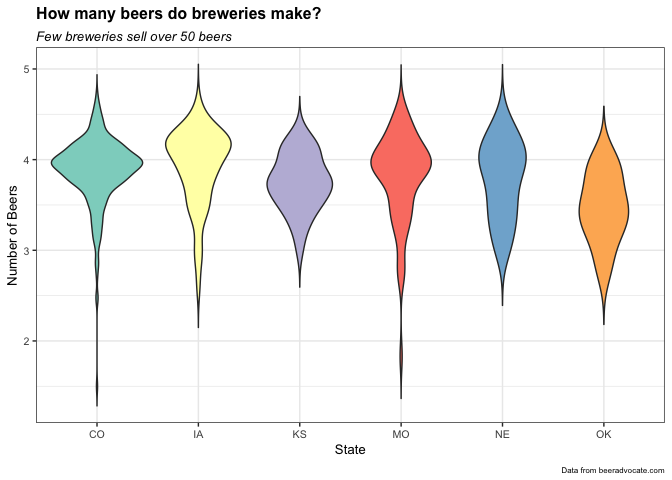 How many beers do breweries make?
Few breweries sell over 50 beers
Number of Beers
5
4
3
2
CO IA KS MO NE OK
State
Data from beeradvocate.com